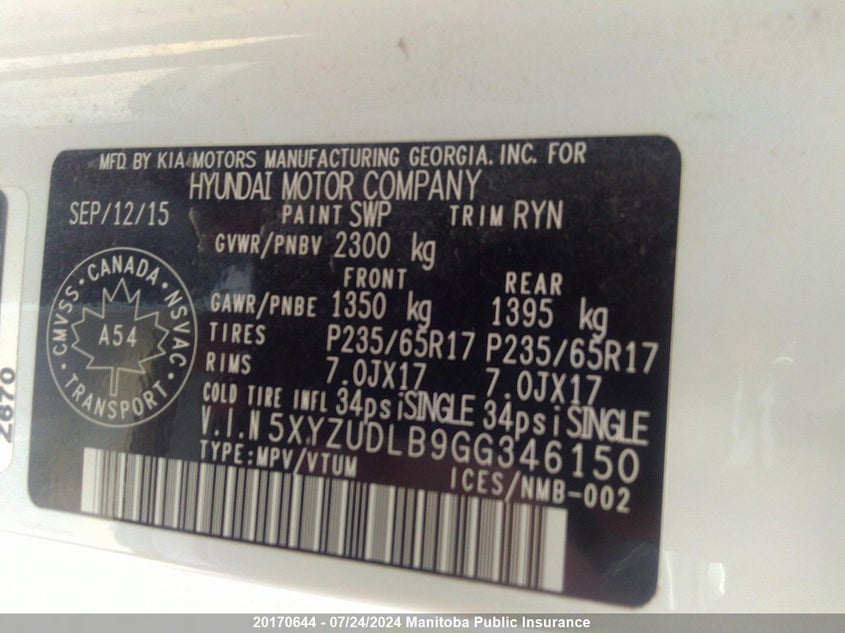 MFD. BY KIA MOTORS MANUFACTURING GEORGIA. INC. FOR
HYUNDAI MOTOR COMPANY
SEP/12/15 PAINT SWP TRIM RYN
GVWR/PNBV 2300 kg
FRONT REAR
GAWR/PNBE 1350 kg 1395 kg
TIRES P235/65R17 P235/65R17
RIMS 7.0JX17 7.0JX17
COLD TIRE INFL 34psiSINGLE 34psiSINGLE
V.I.N 5XYZUDLB9GG346150
TYPE:MPV/VTUM ICES/NMB-002
CANADA
CMVSS · NSVAC
A54
TRANSPORT
2670
20170644 - 07/24/2024 Manitoba Public Insurance